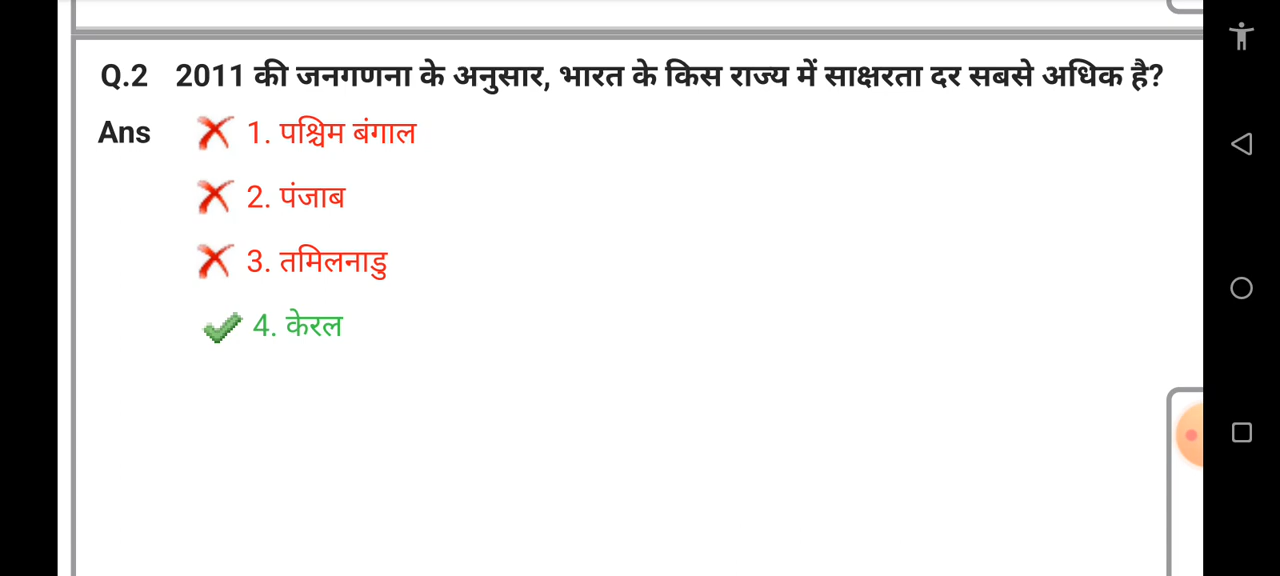 Q.2 2011 की जनगणना के अनुसार, भारत के किस राज्य में साक्षरता दर सबसे अधिक है?
Ans 1. पश्चिम बंगाल
2. पंजाब
3. तमिलनाडु
4. केरल